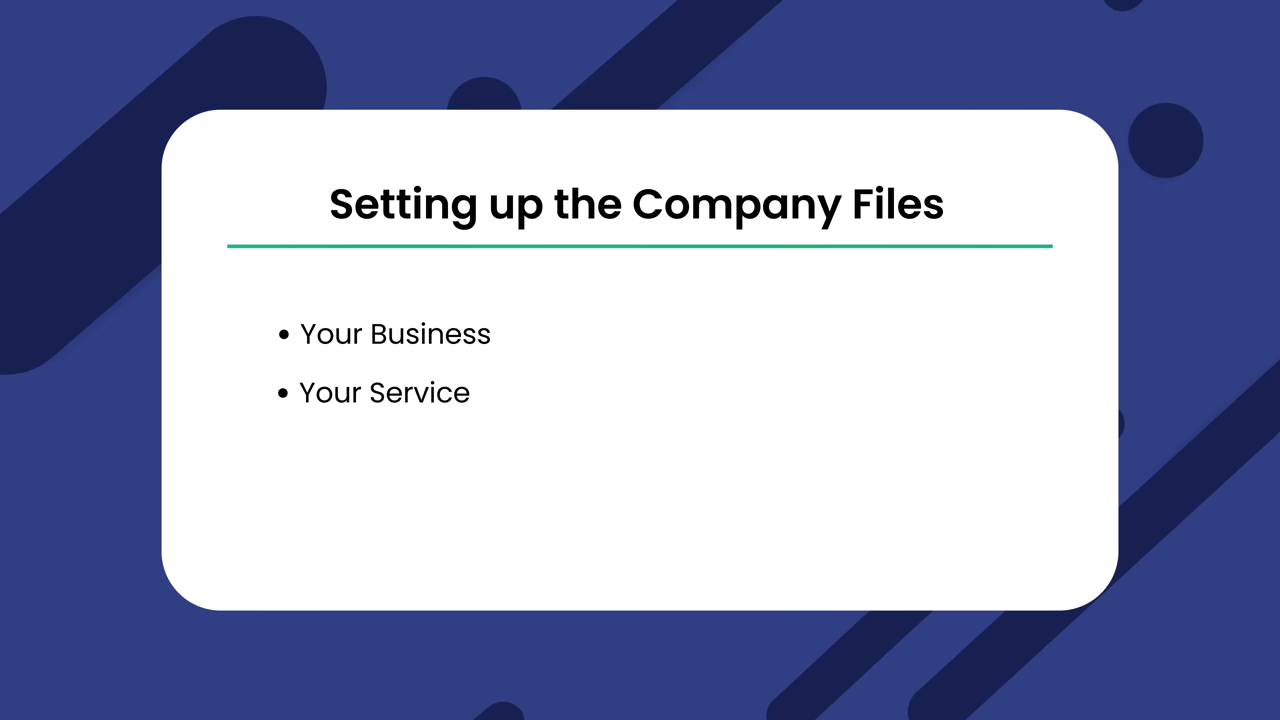 Setting up the Company Files
• Your Business
• Your Service